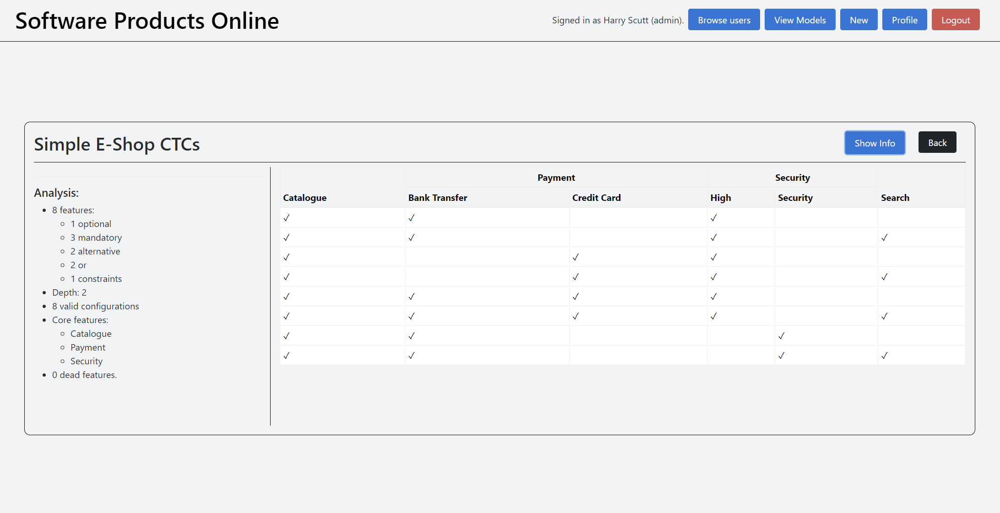 Software Products Online
Signed in as Harry Scutt (admin). Browse users View Models New Profile Logout
Simple E-Shop CTCs
Show Info Back
Analysis:
8 features:
1 optional
3 mandatory
2 alternative
2 or
1 constraints
Depth: 2
8 valid configurations
Core features:
Catalogue
Payment
Security
0 dead features.
Payment Security
Catalogue Bank Transfer Credit Card High Security Search
✓ ✓ ✓
✓ ✓ ✓ ✓
✓ ✓ ✓
✓ ✓ ✓ ✓
✓ ✓ ✓ ✓
✓ ✓ ✓ ✓ ✓
✓ ✓ ✓
✓ ✓ ✓ ✓